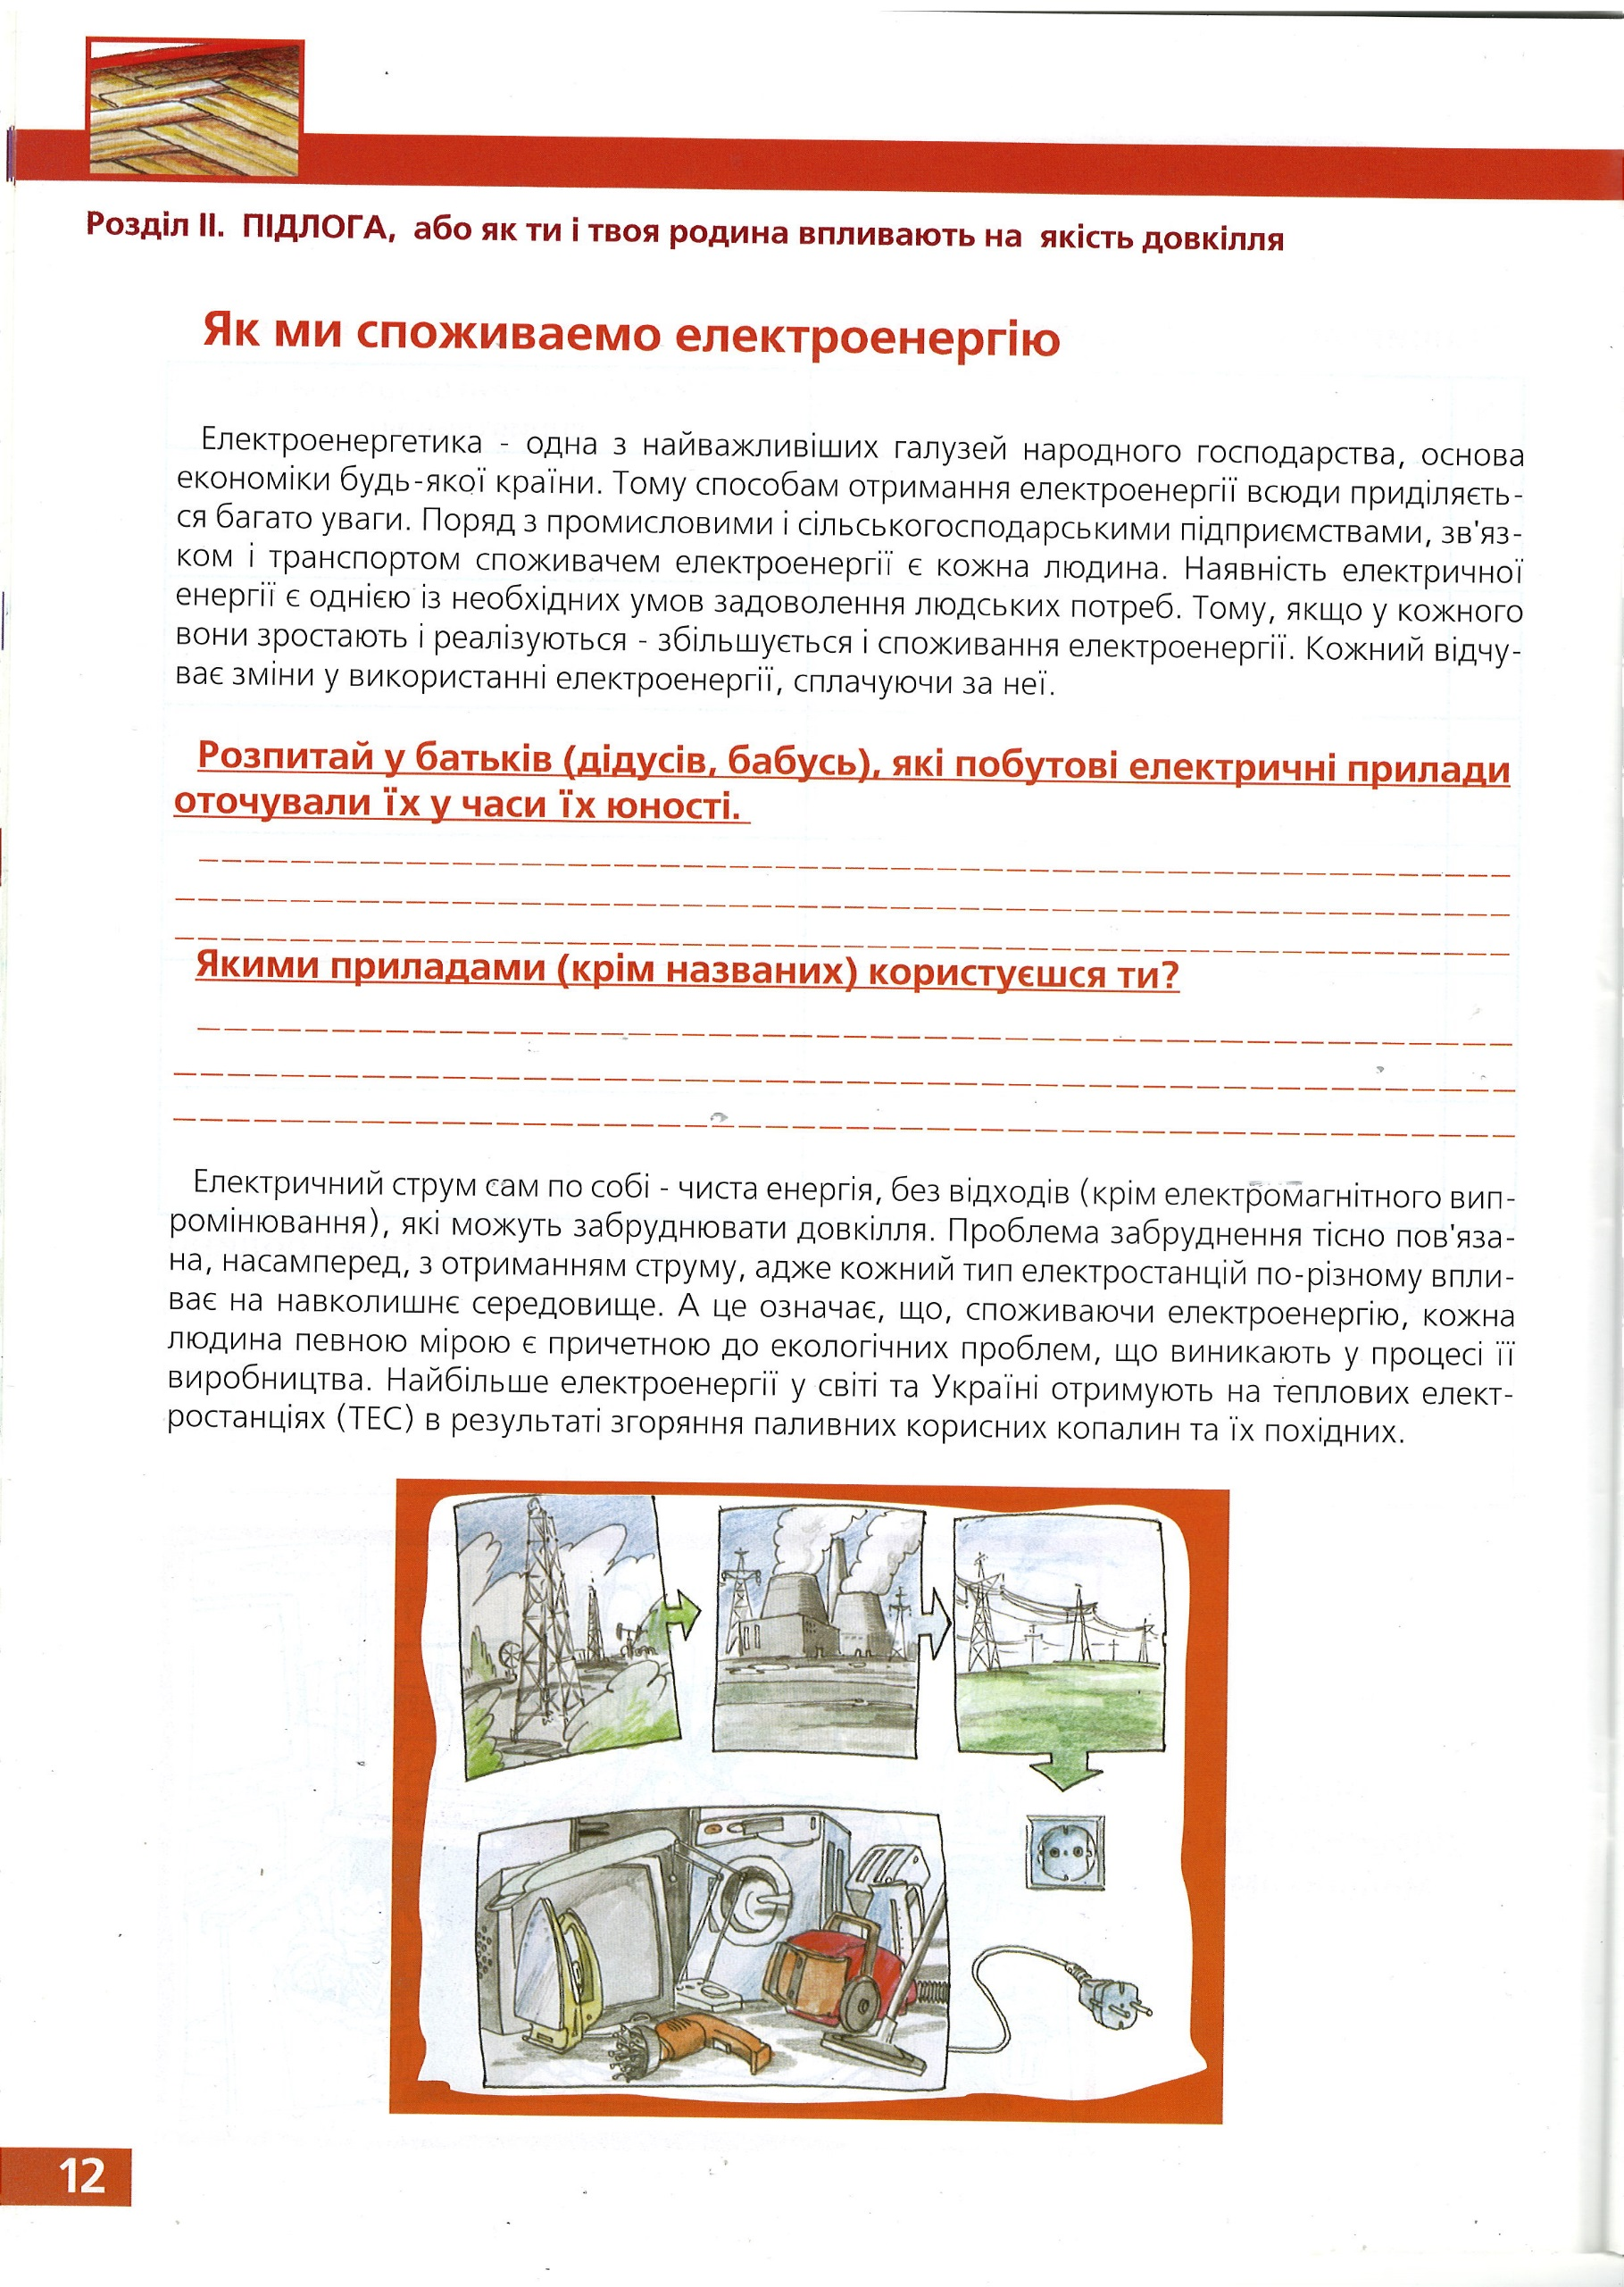 Розділ II. ПІДЛОГА, або як ти і твоя родина впливають на якість довкілля
Як ми споживаемо електроенергію
Електроенергетика - одна з найважливіших галузей народного господарства, основа
економіки будь-якої країни. Тому способам отримання електроенергії всюди приділяєть-
ся багато уваги. Поряд з промисловими і сільськогосподарськими підприємствами, зв'яз-
ком і транспортом споживачем електроенергії є кожна людина. Наявність електричної
енергії є однією із необхідних умов задоволення людських потреб. Тому, якщо у кожного
вони зростають і реалізуються - збільшується і споживання електроенергії. Кожний відчу-
ває зміни у використанні електроенергії, сплачуючи за неї.
Розпитай у батьків (дідусів, бабусь), які побутові електричні прилади
оточували їх у часи їх юності.
Якими приладами (крім названих) користуєшся ти?
Електричний струм сам по собі - чиста енергія, без відходів (крім електромагнітного вип-
ромінювання), які можуть забруднювати довкілля. Проблема забруднення тісно пов'яза-
на, насамперед, з отриманням струму, адже кожний тип електростанцій по-різному впли-
ває на навколишнє середовище. А це означає, що, споживаючи електроенергію, кожна
людина певною мірою є причетною до екологічних проблем, що виникають у процесі її
виробництва. Найбільше електроенергії у світі та Україні отримують на теплових елект-
ростанціях (ТЕС) в результаті згоряння паливних корисних копалин та їх похідних.
12